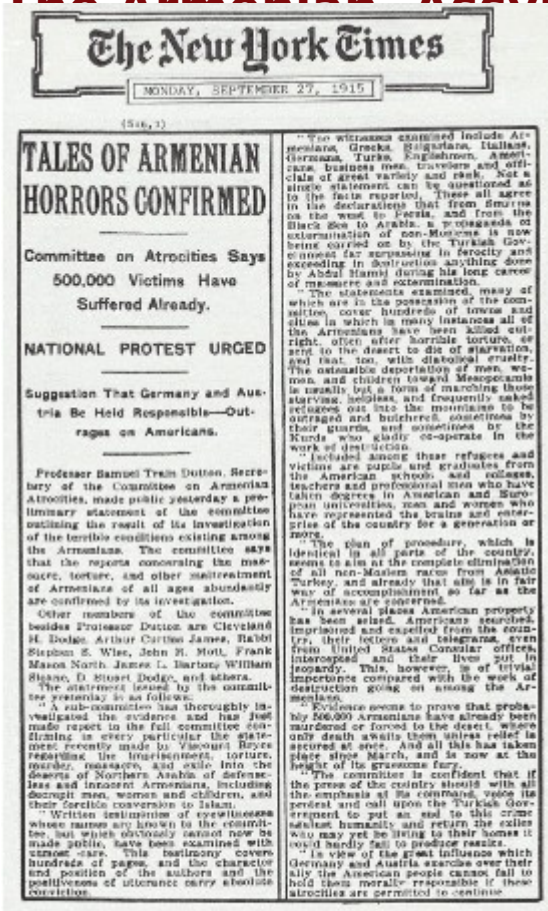 The New York Times
MONDAY, SEPTEMBER 27, 1915
TALES OF ARMENIAN
HORRORS CONFIRMED
Committee on Atrocities Says
500,000 Victims Have
Suffered Already.
NATIONAL PROTEST URGED
Suggestion That Germany and Aus-
tria Be Held Responsible—Out-
rages on Americans.
Professor Samuel Train Dutton, Secre-
tary of the Committee on Armenian
Atrocities, made public yesterday a pre-
liminary statement of the committee
outlining the result of its investigation
of the terrible conditions existing among
the Armenians. The committee says
that the reports concerning the mas-
sacre, torture, and other maltreatment
of Armenians of all ages abundantly
are confirmed by its investigation.
Other members of the committee
besides Professor Dutton are Cleveland
H. Dodge, Arthur Curtiss James, Rabbi
Stephen S. Wise, John R. Mott, Frank
Mason North, James L. Barton, William
Sloane, D. Stuart Dodge, and others.
The statement issued by the commit-
tee yesterday is as follows:
"A sub-committee has thoroughly in-
vestigated the evidence and has just
made report to the full committee con-
firming in every particular the state-
ment recently made by Viscount Bryce
regarding the imprisonment, torture,
murder, massacre, and exile into the
deserts of Northern Arabia of defense-
less and innocent Armenians, including
decrepit men, women and children, and
their forcible conversion to Islam.
"Written testimonies of eyewitnesses
whose names are known to the commit-
tee, but which obviously cannot now be
made public, have been examined with
utmost care. This testimony covers
hundreds of pages, and the character
and position of the authors and the
positiveness of utterance carry absolute
conviction.
"The witnesses examined include Ar-
menians, Greeks, Bulgarians, Italians,
Germans, Turks, Englishmen, Ameri-
cans, business men, travelers and offi-
cials of great variety and rank. Not a
single statement can be questioned as
to the facts reported. These all agree
in the declarations that from Smyrna
on the west to Persia, and from the
Black Sea to Arabia, a propaganda of
extermination of non-Moslems is now
being carried on by the Turkish Gov-
ernment far surpassing in ferocity and
exceeding in destruction anything done
by Abdul Hamid during his long career
of massacre and extermination.
"The statements examined, many of
which are in the possession of the com-
mittee, cover hundreds of towns and
cities in which in many instances all of
the Armenians have been killed out-
right, often after horrible torture, or
sent to the desert to die of starvation,
and that, too, with diabolical cruelty.
The ostensible deportation of men, wo-
men, and children toward Mesopotamia
is usually but a form of marching those
starving, helpless, and frequently naked
refugees out into the mountains to be
outraged and butchered, sometimes by
their guards, and sometimes by the
Kurds who gladly co-operate in the
work of destruction.
"Included among these refugees and
victims are pupils and graduates from
the American schools and colleges,
teachers and professional men who have
taken degrees in American and Euro-
pean universities, men and women who
have represented the brains and enter-
prise of the country for a generation or
more.
"The plan of procedure, which is
identical in all parts of the country,
seems to aim at the complete elimination
of all non-Moslem races from Asiatic
Turkey, and already that aim is in fair
way of accomplishment so far as the
Armenians are concerned.
"In several places American property
has been seized, Americans searched,
imprisoned and expelled from the coun-
try, their letters and telegrams, even
from United States Consular offices,
intercepted and their lives put in
jeopardy. This, however, is of trivial
importance compared with the work of
destruction going on among the Ar-
menians.
"Evidence seems to prove that proba-
bly 500,000 Armenians have already been
murdered or forced to the desert, where
only death awaits them unless relief is
secured at once. And all this has taken
place since March, and is now at the
height of its gruesome fury.
"The committee is confident that if
the press of the country should with all
the emphasis at its command, voice its
protest and call upon the Turkish Gov-
ernment to put an end to this crime
against humanity and return the exiles
who may yet be living to their homes it
could hardly fail to produce results.
"In view of the great influence which
Germany and Austria exercise over their
ally the American people cannot fail to
hold them morally responsible if these
atrocities are permitted to continue.